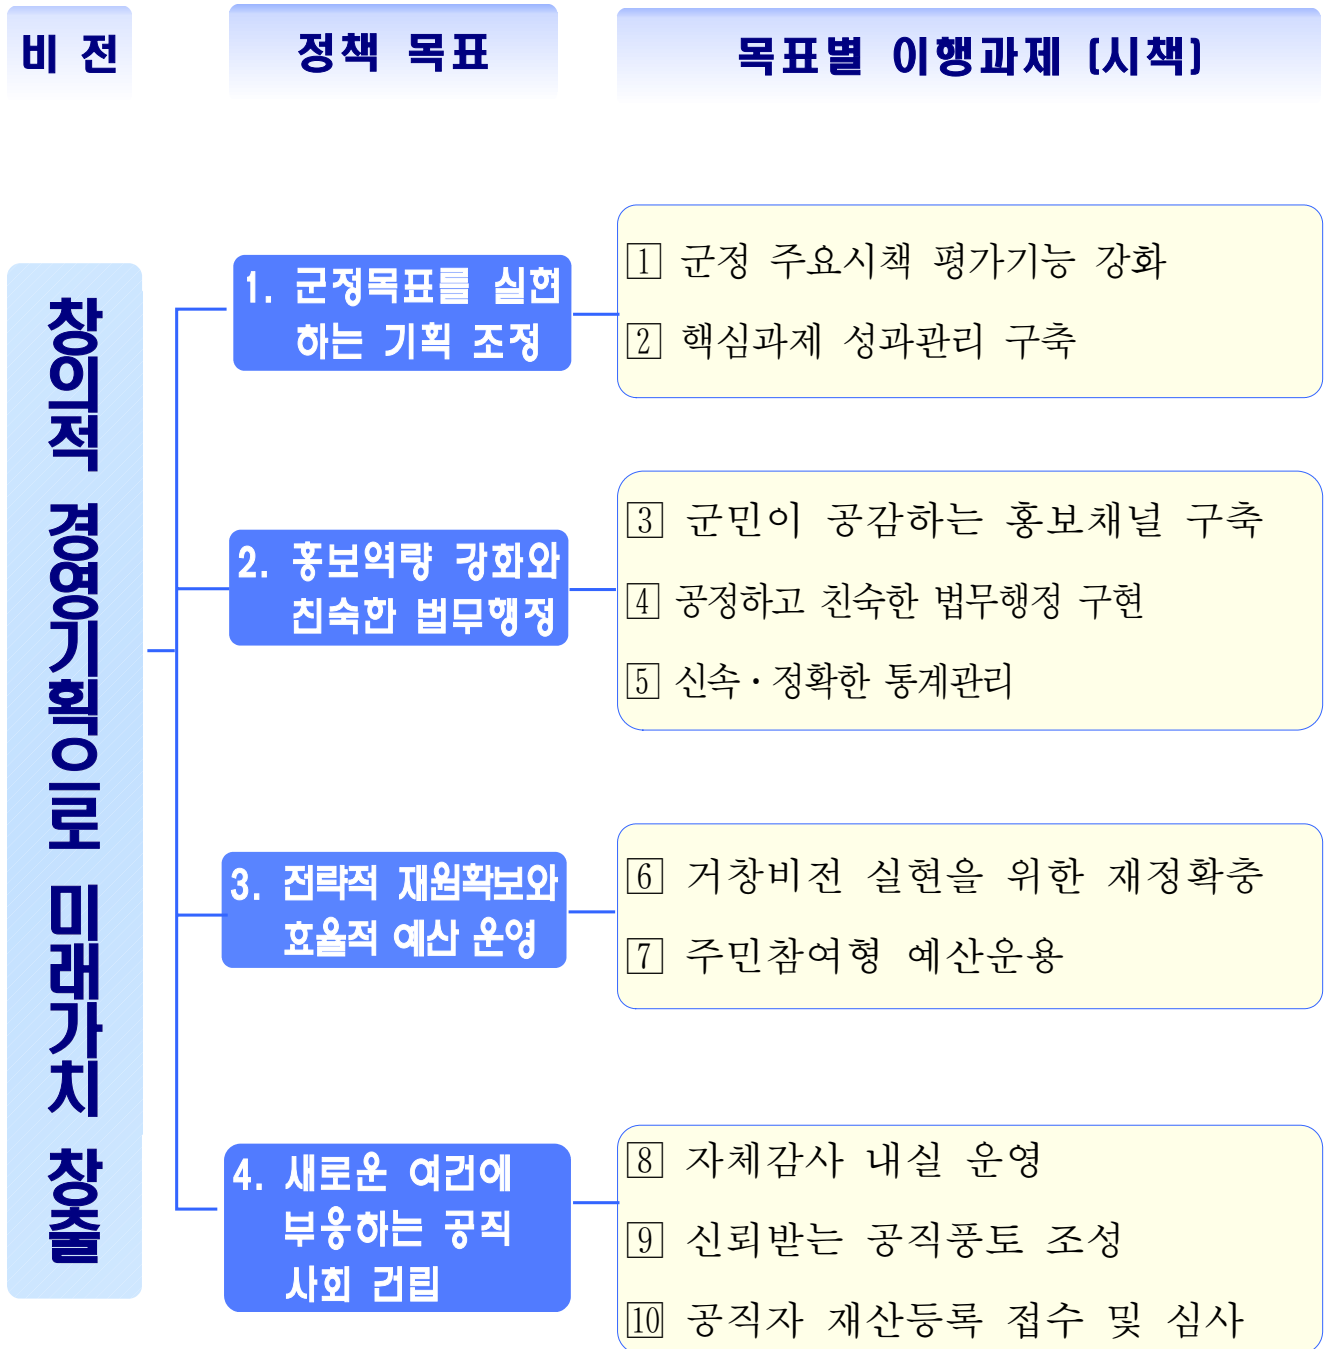 비 전
정책 목표
목표별 이행과제 (시책)
창의적 경영기획으로 미래가치 창출
1. 군정목표를 실현
하는 기획 조정
1 군정 주요시책 평가기능 강화
2 핵심과제 성과관리 구축
2. 홍보역량 강화와
친숙한 법무행정
3 군민이 공감하는 홍보채널 구축
4 공정하고 친숙한 법무행정 구현
5 신속·정확한 통계관리
3. 전략적 재원확보와
효율적 예산 운영
6 거창비전 실현을 위한 재정확충
7 주민참여형 예산운용
4. 새로운 여건에
부응하는 공직
사회 건립
8 자체감사 내실 운영
9 신뢰받는 공직풍토 조성
10 공직자 재산등록 접수 및 심사